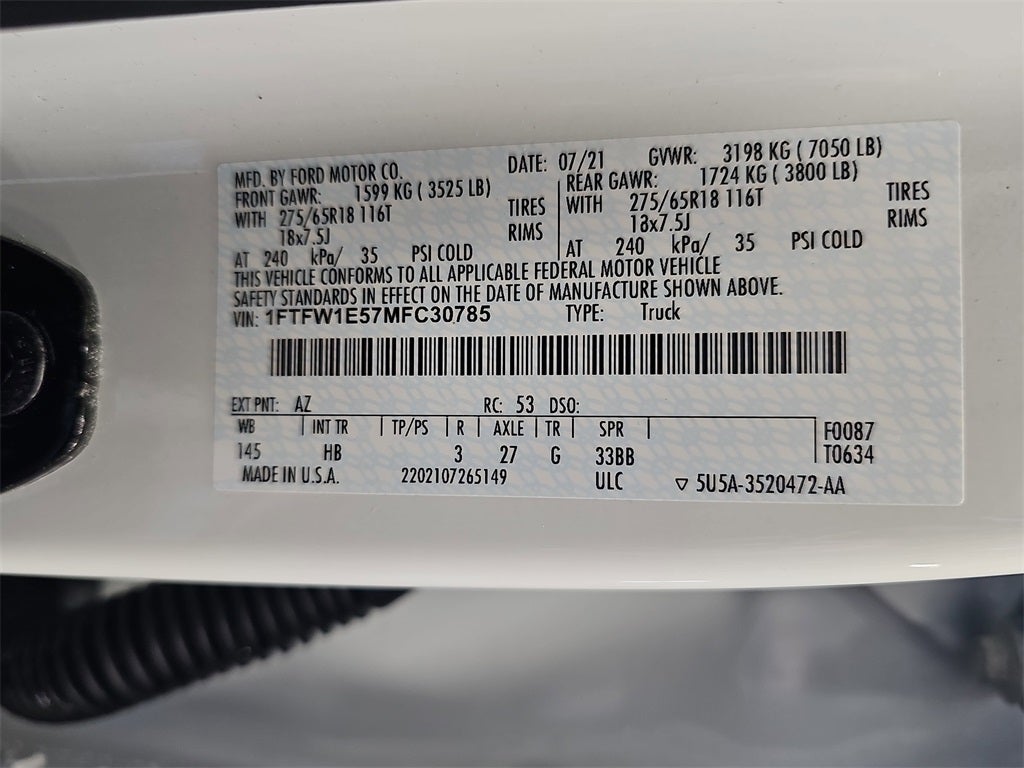 MFD. BY FORD MOTOR CO. DATE: 07/21 GVWR: 3198 KG ( 7050 LB)
FRONT GAWR: 1599 KG ( 3525 LB) REAR GAWR: 1724 KG ( 3800 LB)
WITH 275/65R18 116T TIRES WITH 275/65R18 116T TIRES
18x7.5J RIMS 18x7.5J RIMS
AT 240 kPa/ 35 PSI COLD AT 240 kPa/ 35 PSI COLD
THIS VEHICLE CONFORMS TO ALL APPLICABLE FEDERAL MOTOR VEHICLE
SAFETY STANDARDS IN EFFECT ON THE DATE OF MANUFACTURE SHOWN ABOVE.
VIN: 1FTFW1E57MFC30785 TYPE: Truck
EXT PNT: AZ RC: 53 DSO:
WB INT TR TP/PS R AXLE TR SPR F0087
145 HB 3 27 G 33BB T0634
MADE IN U.S.A. 2202107265149 ULC ▽ 5U5A-3520472-AA